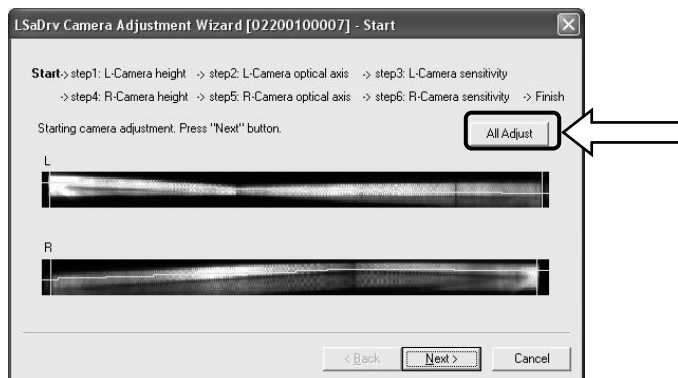 LSaDrv Camera Adjustment Wizard [02200100007] - Start
Start-> step1: L-Camera height -> step2: L-Camera optical axis -> step3: L-Camera sensitivity
-> step4: R-Camera height -> step5: R-Camera optical axis -> step6: R-Camera sensitivity -> Finish
Starting camera adjustment. Press "Next" button.
All Adjust
L
R
< Back Next > Cancel